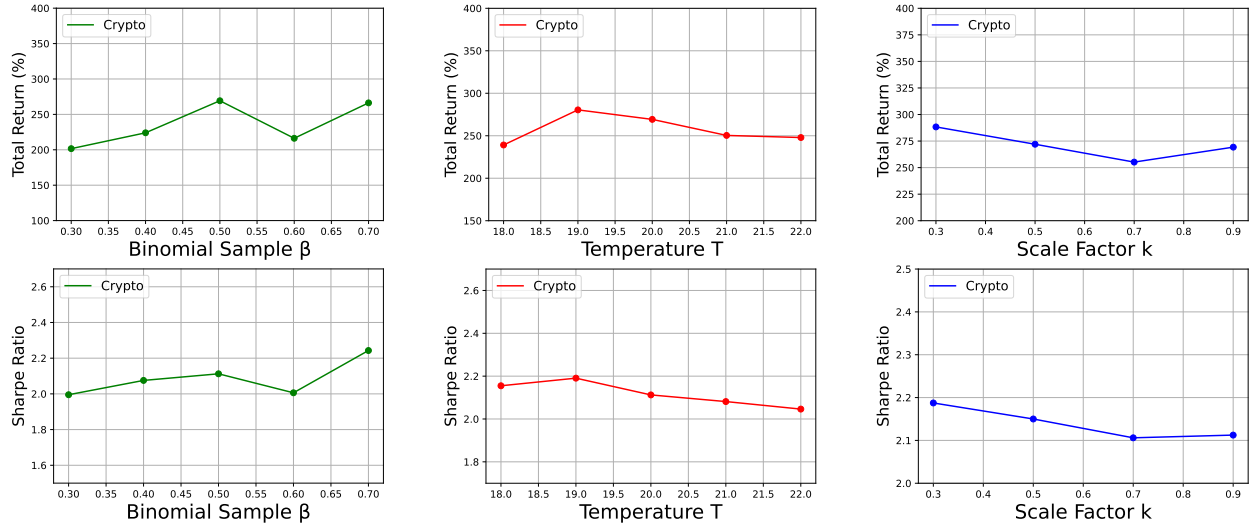 Total Return (%)
400
350
300
250
200
150
100
Crypto
0.30 0.35 0.40 0.45 0.50 0.55 0.60 0.65 0.70
Binomial Sample β
Total Return (%)
400
350
300
250
200
150
Crypto
18.0 18.5 19.0 19.5 20.0 20.5 21.0 21.5 22.0
Temperature T
Total Return (%)
400
375
350
325
300
275
250
225
200
Crypto
0.3 0.4 0.5 0.6 0.7 0.8 0.9
Scale Factor k
Sharpe Ratio
2.6
2.4
2.2
2.0
1.8
1.6
Crypto
0.30 0.35 0.40 0.45 0.50 0.55 0.60 0.65 0.70
Binomial Sample β
Sharpe Ratio
2.6
2.4
2.2
2.0
1.8
Crypto
18.0 18.5 19.0 19.5 20.0 20.5 21.0 21.5 22.0
Temperature T
Sharpe Ratio
2.5
2.4
2.3
2.2
2.1
2.0
Crypto
0.3 0.4 0.5 0.6 0.7 0.8 0.9
Scale Factor k